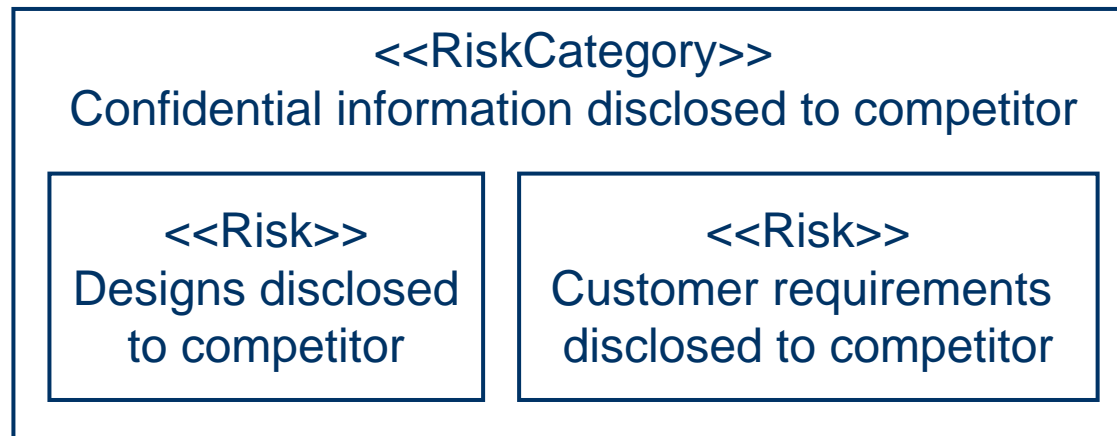 <<RiskCategory>>
Confidential information disclosed to competitor
<<Risk>>
Designs disclosed
to competitor
<<Risk>>
Customer requirements
disclosed to competitor